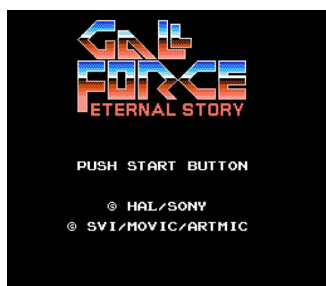 GALL
FORCE
ETERNAL STORY
PUSH START BUTTON
© HAL/SONY
© SVI/MOVIC/ARTMIC